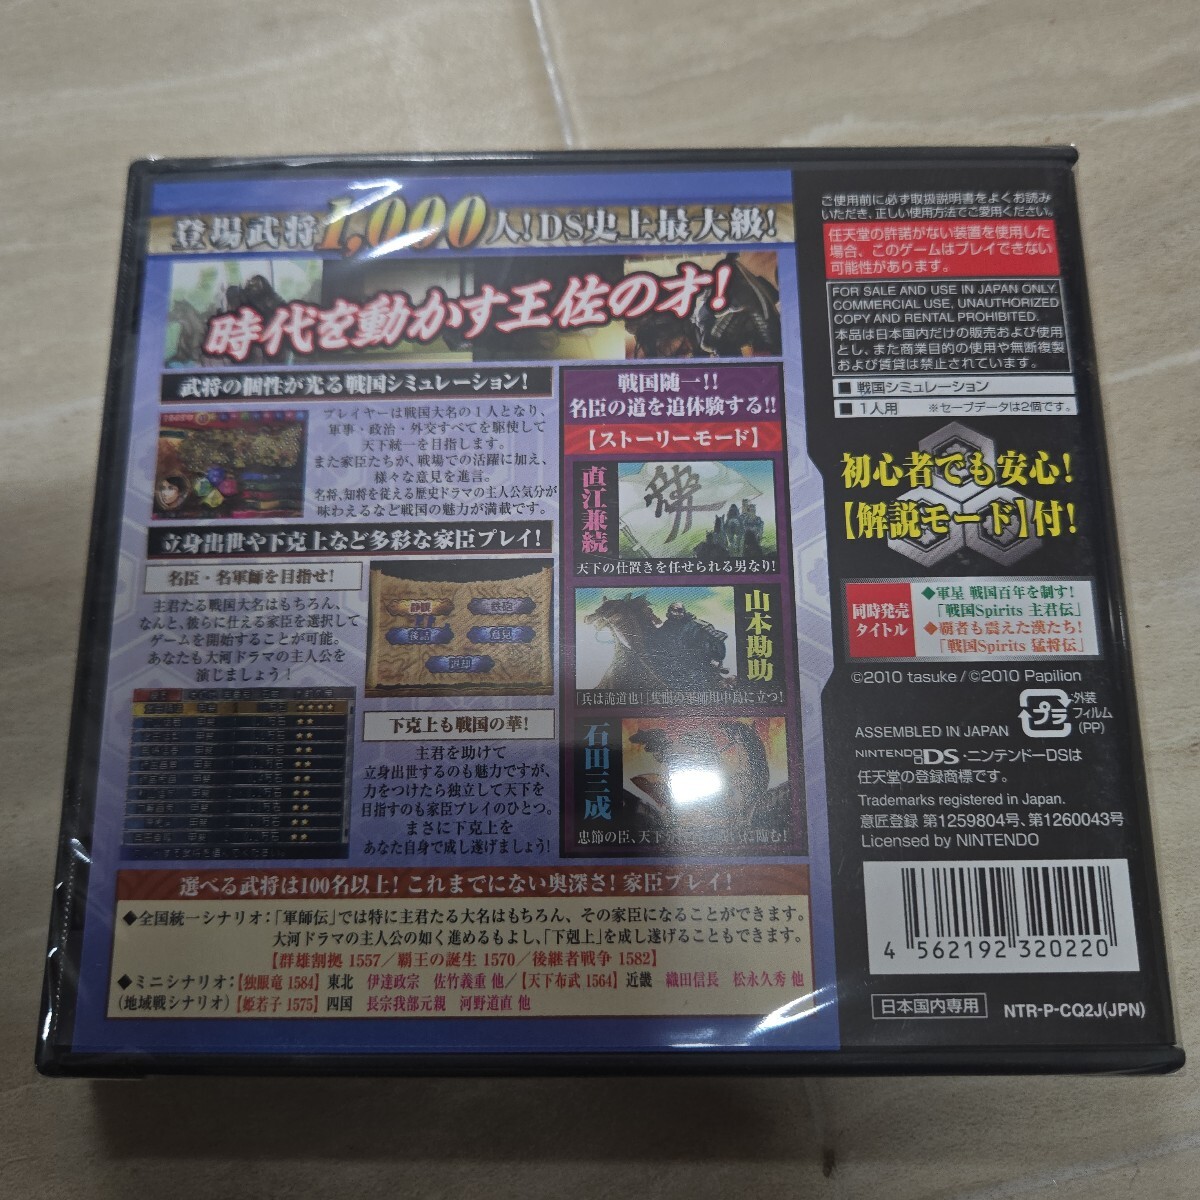 登場武将1,000人!DS史上最大級!
時代を動かす王佐の才!
武将の個性が光る戦国シミュレーション!
プレイヤーは戦国大名の1人となり、
軍事・政治・外交すべてを駆使して
天下統一を目指します。
また家臣たちが、戦場での活躍に加え、
様々な意見を進言。
名将、知将を従える歴史ドラマの主人公気分が
味わえるなど戦国の魅力が満載です。
立身出世や下克上など多彩な家臣プレイ!
名臣・名軍師を目指せ!
主君たる戦国大名はもちろん、
なんと、彼らに仕える家臣を選択して
ゲームを開始することが可能。
あなたも大河ドラマの主人公を
演じましょう!
静観
鉄砲
意見
退却
下克上も戦国の華!
主君を助けて
立身出世するのも魅力ですが、
力をつけたら独立して天下を
目指すのも家臣プレイのひとつ。
まさに下克上を
あなた自身で成し遂げましょう!
戦国随一!!
名臣の道を追体験する!!
【ストーリーモード】
直江兼続
天下の仕置きを任せられる男なり!
山本勘助
「兵は詭道也!」隻眼の軍師川中島に立つ!
石田三成
忠節の臣、天下分け目の戦いに臨む!
選べる武将は100名以上! これまでにない奥深さ! 家臣プレイ!
◆全国統一シナリオ:「軍師伝」では特に主君たる大名はもちろん、その家臣になることができます。
大河ドラマの主人公の如く進めるもよし、「下剋上」を成し遂げることもできます。
【群雄割拠 1557／覇王の誕生 1570／後継者戦争 1582】
◆ミニシナリオ:【独眼竜 1584】東北 伊達政宗 佐竹義重 他／【天下布武 1564】近畿 織田信長 松永久秀 他
(地域戦シナリオ)【姫若子 1575】四国 長宗我部元親 河野道直 他
ご使用前に必ず取扱説明書をよくお読み
いただき、正しい使用方法でご愛用ください。
任天堂の許諾がない装置を使用した
場合、このゲームはプレイできない
可能性があります。
FOR SALE AND USE IN JAPAN ONLY.
COMMERCIAL USE, UNAUTHORIZED
COPY AND RENTAL PROHIBITED.
本品は日本国内だけの販売および使用
とし、また商業目的の使用や無断複製
および賃貸は禁止されています。
■ 戦国シミュレーション
■ 1人用 ※セーブデータは2個です。
初心者でも安心!
【解説モード】付!
同時発売
タイトル
◆軍星 戦国百年を制す!
「戦国Spirits 主君伝」
◆覇者も震えた漢たち!
「戦国Spirits 猛将伝」
©2010 tasuke/©2010 Papilion
プラ
外装
フィルム
(PP)
ASSEMBLED IN JAPAN
NINTENDO DS・ニンテンドーDSは
任天堂の登録商標です。
Trademarks registered in Japan.
意匠登録 第1259804号、第1260043号
Licensed by NINTENDO
4 562192 320220
日本国内専用
NTR-P-CQ2J(JPN)